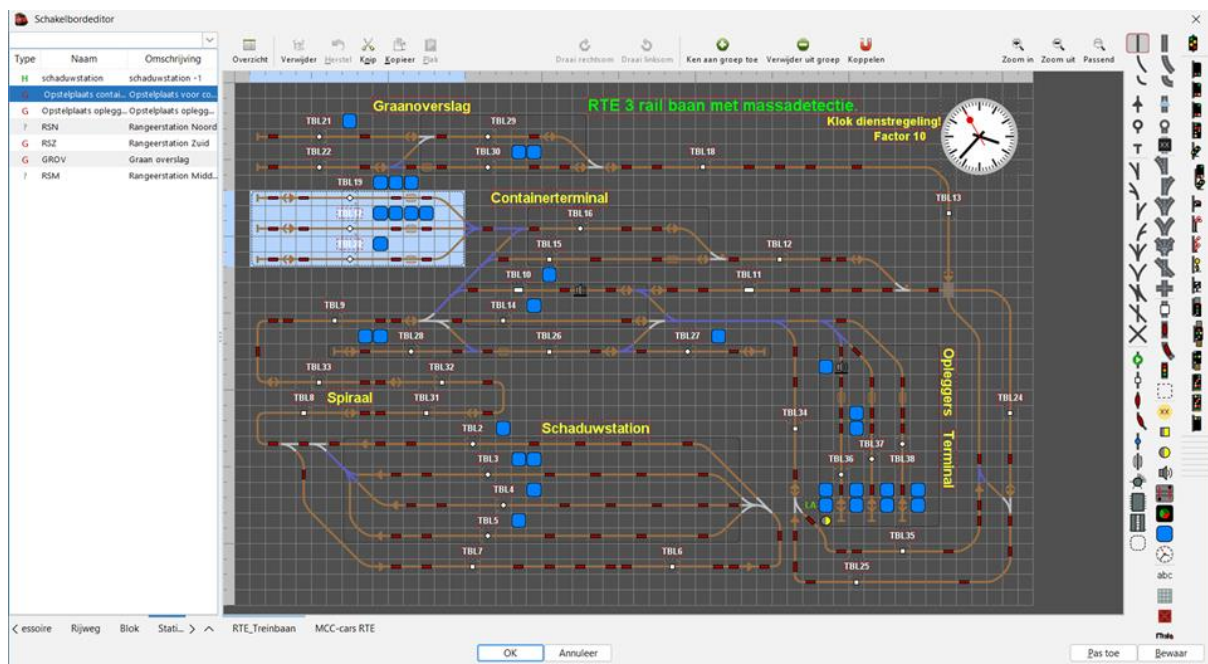 Schakelbordeditor
Overzicht Verwijder Herstel Knip Kopieer Plak Draai rechtsom Draai linksom Ken aan groep toe Verwijder uit groep Koppelen Zoom in Zoom uit Passend
Type Naam Omschrijving
H schaduwstation schaduwstation -1
G Opstelplaats contai... Opstelplaats voor co...
G Opstelplaats oplegg... Opstelplaats oplegg...
? RSN Rangeerstation Noord
G RSZ Rangeerstation Zuid
G GROV Graan overslag
? RSM Rangeerstation Midd...
Graanoverslag
RTE 3 rail baan met massadetectie.
Klok dienstregeling!
Factor 10
TBL21 TBL29
TBL22 TBL30 TBL18
TBL19
Containerterminal
TBL13
TBL16
TBL15 TBL12
TBL10 TBL11
TBL9 TBL14
TBL28 TBL26 TBL27
TBL33 TBL32
TBL8 Spiraal TBL31
TBL34 TBL24
Opleggers Terminal
TBL2 Schaduwstation
TBL3
TBL37
TBL36 TBL38
TBL4
LA
TBL5
TBL35
TBL7 TBL6
TBL25
T
XX
abc
essoire Rijweg Blok Stati...
RTE_Treinbaan MCC-cars RTE
OK Annuleer Pas toe Bewaar